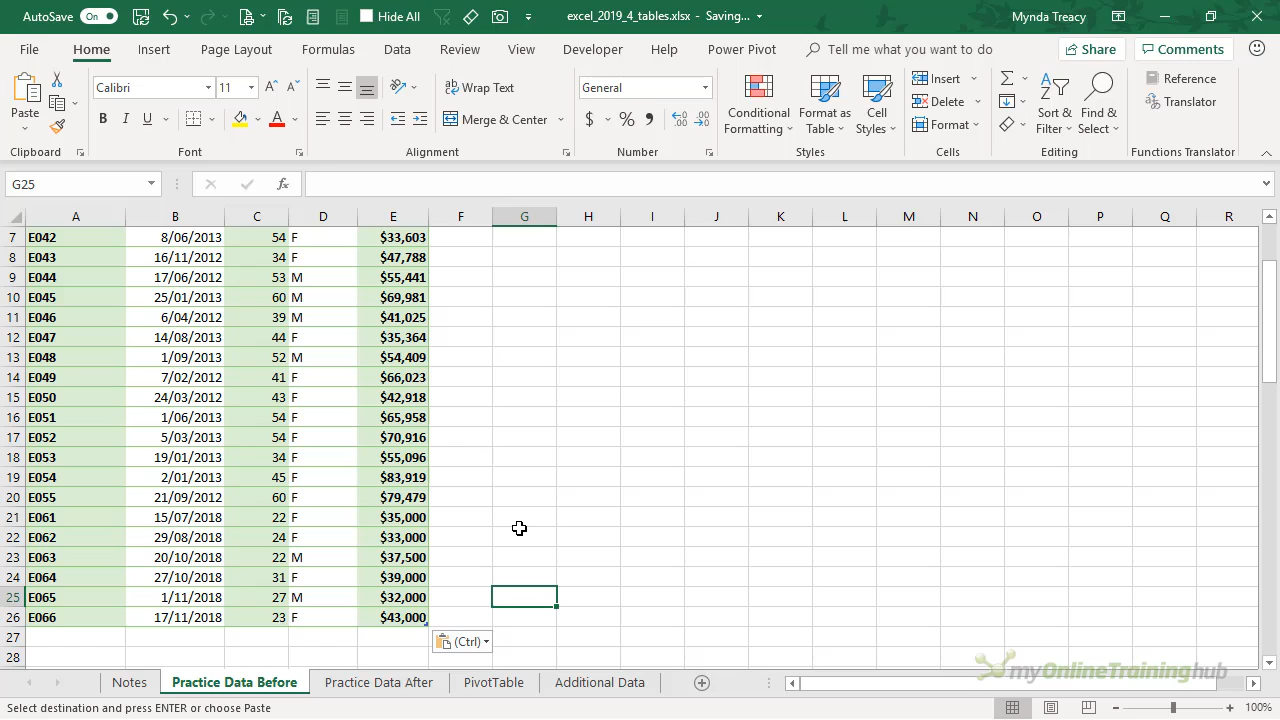 AutoSave On Hide All excel_2019_4_tables.xlsx - Saving... Mynda Treacy
File Home Insert Page Layout Formulas Data Review View Developer Help Power Pivot Tell me what you want to do Share Comments
Paste Calibri 11 Wrap Text General Conditional Formatting Format as Table Cell Styles Insert Σ Sort & Filter Find & Select Reference
B I U A Merge & Center $ % Delete Format Translator
Clipboard Font Alignment Number Styles Cells Editing Functions Translator
G25 fx
A B C D E F G H I J K L M N O P Q R
7 E042 8/06/2013 54 F $33,603
8 E043 16/11/2012 34 F $47,788
9 E044 17/06/2012 53 M $55,441
10 E045 25/01/2013 60 M $69,981
11 E046 6/04/2012 39 M $41,025
12 E047 14/08/2013 44 F $35,364
13 E048 1/09/2013 52 M $54,409
14 E049 7/02/2012 41 F $66,023
15 E050 24/03/2012 43 F $42,918
16 E051 1/06/2013 54 F $65,958
17 E052 5/03/2013 54 F $70,916
18 E053 19/01/2013 34 F $55,096
19 E054 2/01/2013 45 F $83,919
20 E055 21/09/2012 60 F $79,479
21 E061 15/07/2018 22 F $35,000
22 E062 29/08/2018 24 F $33,000
23 E063 20/10/2018 22 M $37,500
24 E064 27/10/2018 31 F $39,000
25 E065 1/11/2018 27 M $32,000
26 E066 17/11/2018 23 F $43,000
27 (Ctrl)
28
myOnlineTraininghub
Notes Practice Data Before Practice Data After PivotTable Additional Data
Select destination and press ENTER or choose Paste 100%